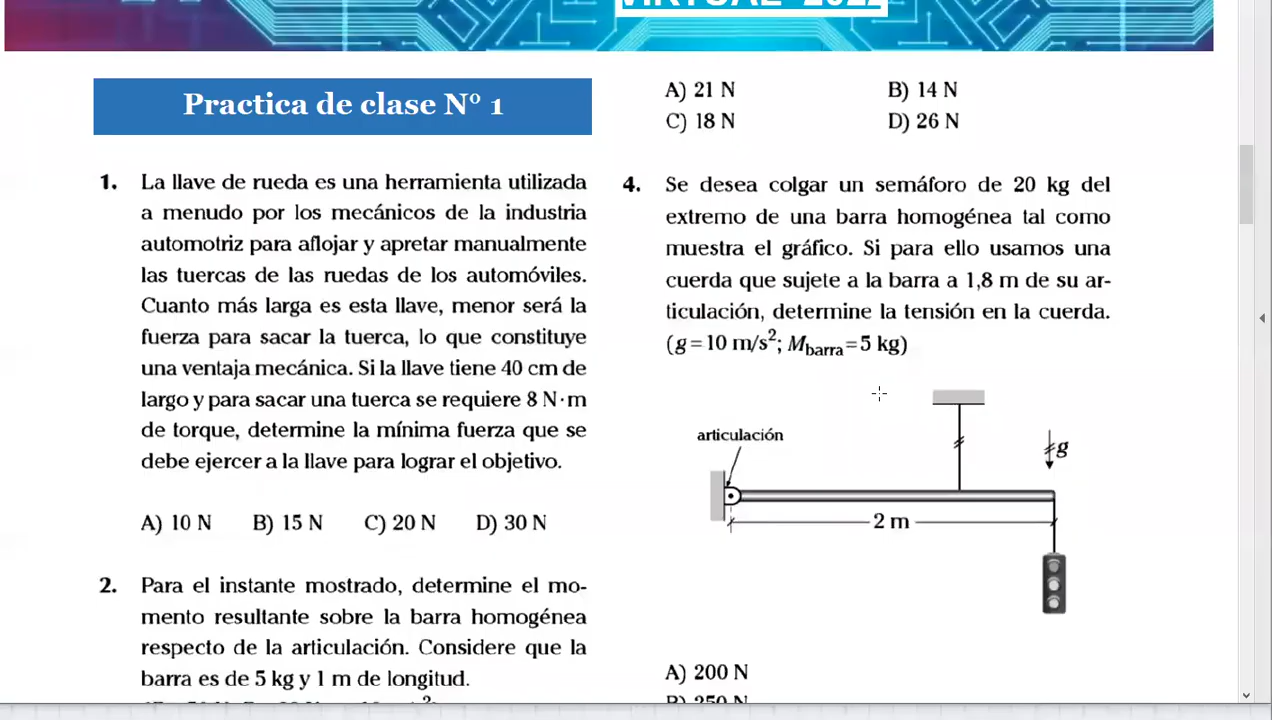 VIRTUAL 2022
Practica de clase N° 1
1. La llave de rueda es una herramienta utilizada
a menudo por los mecánicos de la industria
automotriz para aflojar y apretar manualmente
las tuercas de las ruedas de los automóviles.
Cuanto más larga es esta llave, menor será la
fuerza para sacar la tuerca, lo que constituye
una ventaja mecánica. Si la llave tiene 40 cm de
largo y para sacar una tuerca se requiere 8 N·m
de torque, determine la mínima fuerza que se
debe ejercer a la llave para lograr el objetivo.
A) 10 N B) 15 N C) 20 N D) 30 N
2. Para el instante mostrado, determine el mo-
mento resultante sobre la barra homogénea
respecto de la articulación. Considere que la
barra es de 5 kg y 1 m de longitud.
A) 21 N B) 14 N
C) 18 N D) 26 N
4. Se desea colgar un semáforo de 20 kg del
extremo de una barra homogénea tal como
muestra el gráfico. Si para ello usamos una
cuerda que sujete a la barra a 1,8 m de su ar-
ticulación, determine la tensión en la cuerda.
(g=10 m/s²; Mbarra=5 kg)
articulación
g
2 m
A) 200 N
B) 250 N